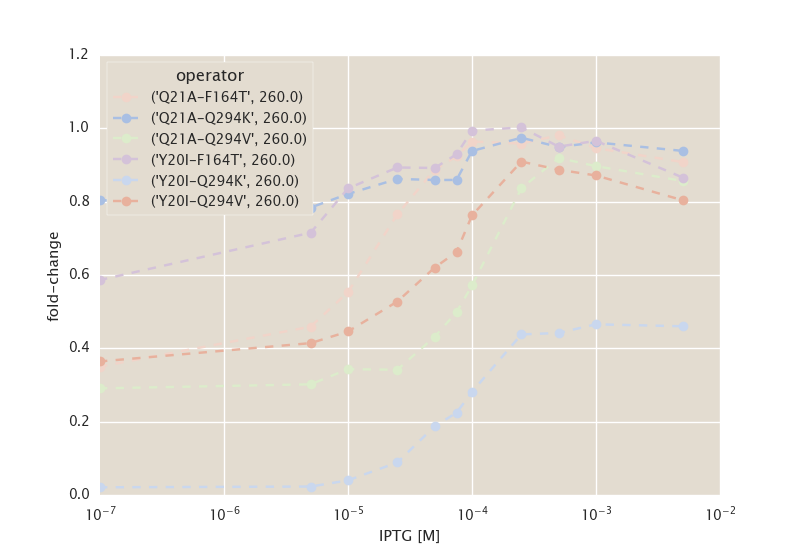 1.2
1.0
0.8
0.6
0.4
0.2
0.0
fold-change
operator
('Q21A-F164T', 260.0)
('Q21A-Q294K', 260.0)
('Q21A-Q294V', 260.0)
('Y20I-F164T', 260.0)
('Y20I-Q294K', 260.0)
('Y20I-Q294V', 260.0)
10⁻⁷ 10⁻⁶ 10⁻⁵ 10⁻⁴ 10⁻³ 10⁻²
IPTG [M]